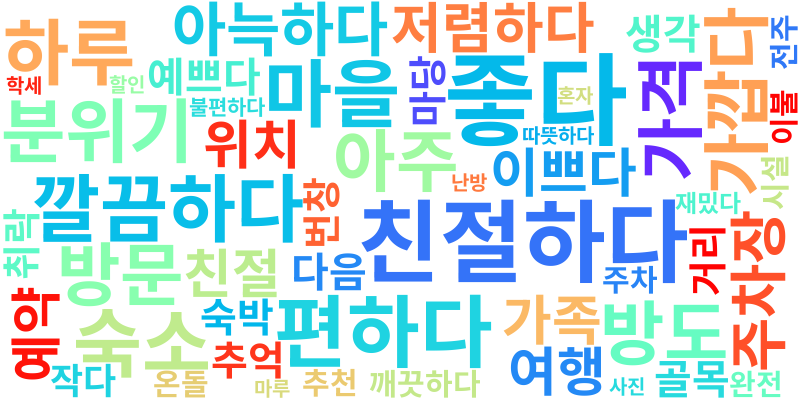 아늑하다
저렴하다
생각
가깝다
전주
하루
학세
할인
예쁘다
불편하다
마을
마당
좋다
혼자
따뜻하다
가격
이불
분위기
위치
아주
난방
이쁘다
시설
재밌다
깔끔하다
번창
친절하다
거리
주차장
취락
방문
친절
다음
주차
예약
숙소
숙박
추억
편하다
가족
방도
여행
작다
온돌
마루
추천
깨끗하다
사진
골목
완전